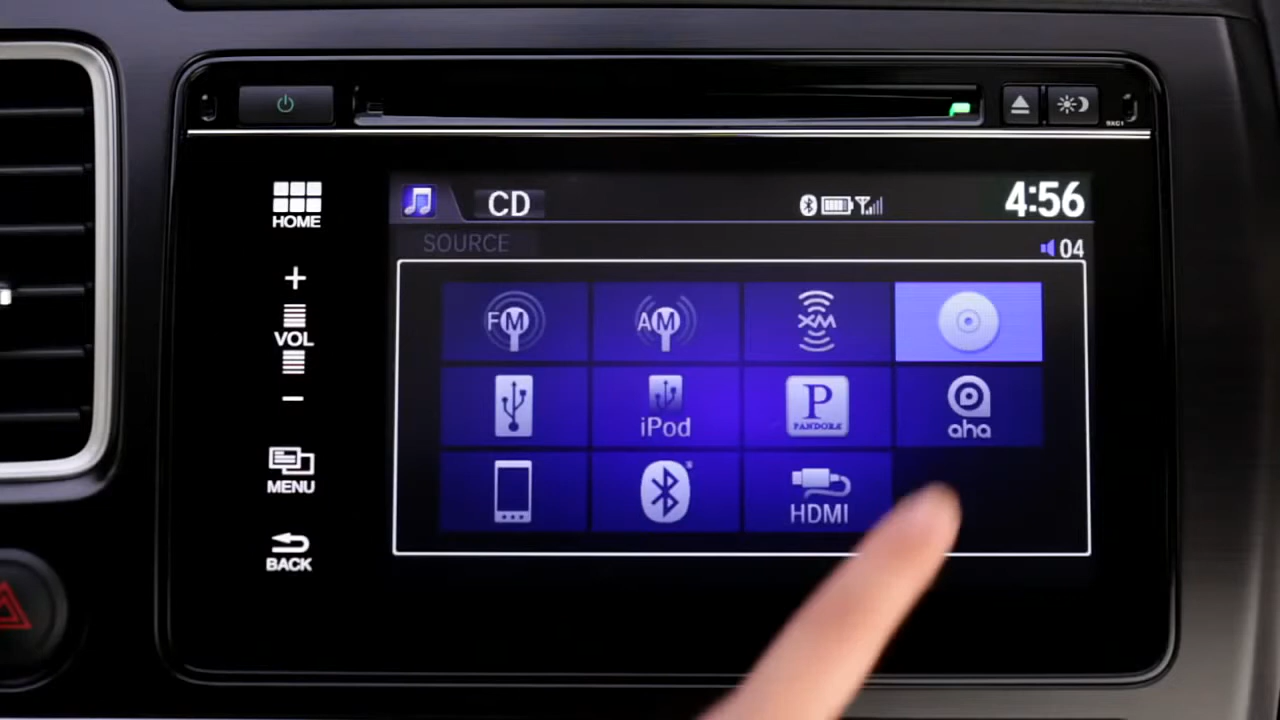 HOME
CD
4:56
SOURCE
04
FM
AM
XM
+
VOL
−
iPod
P
PANDORA
aha
MENU
HDMI
BACK